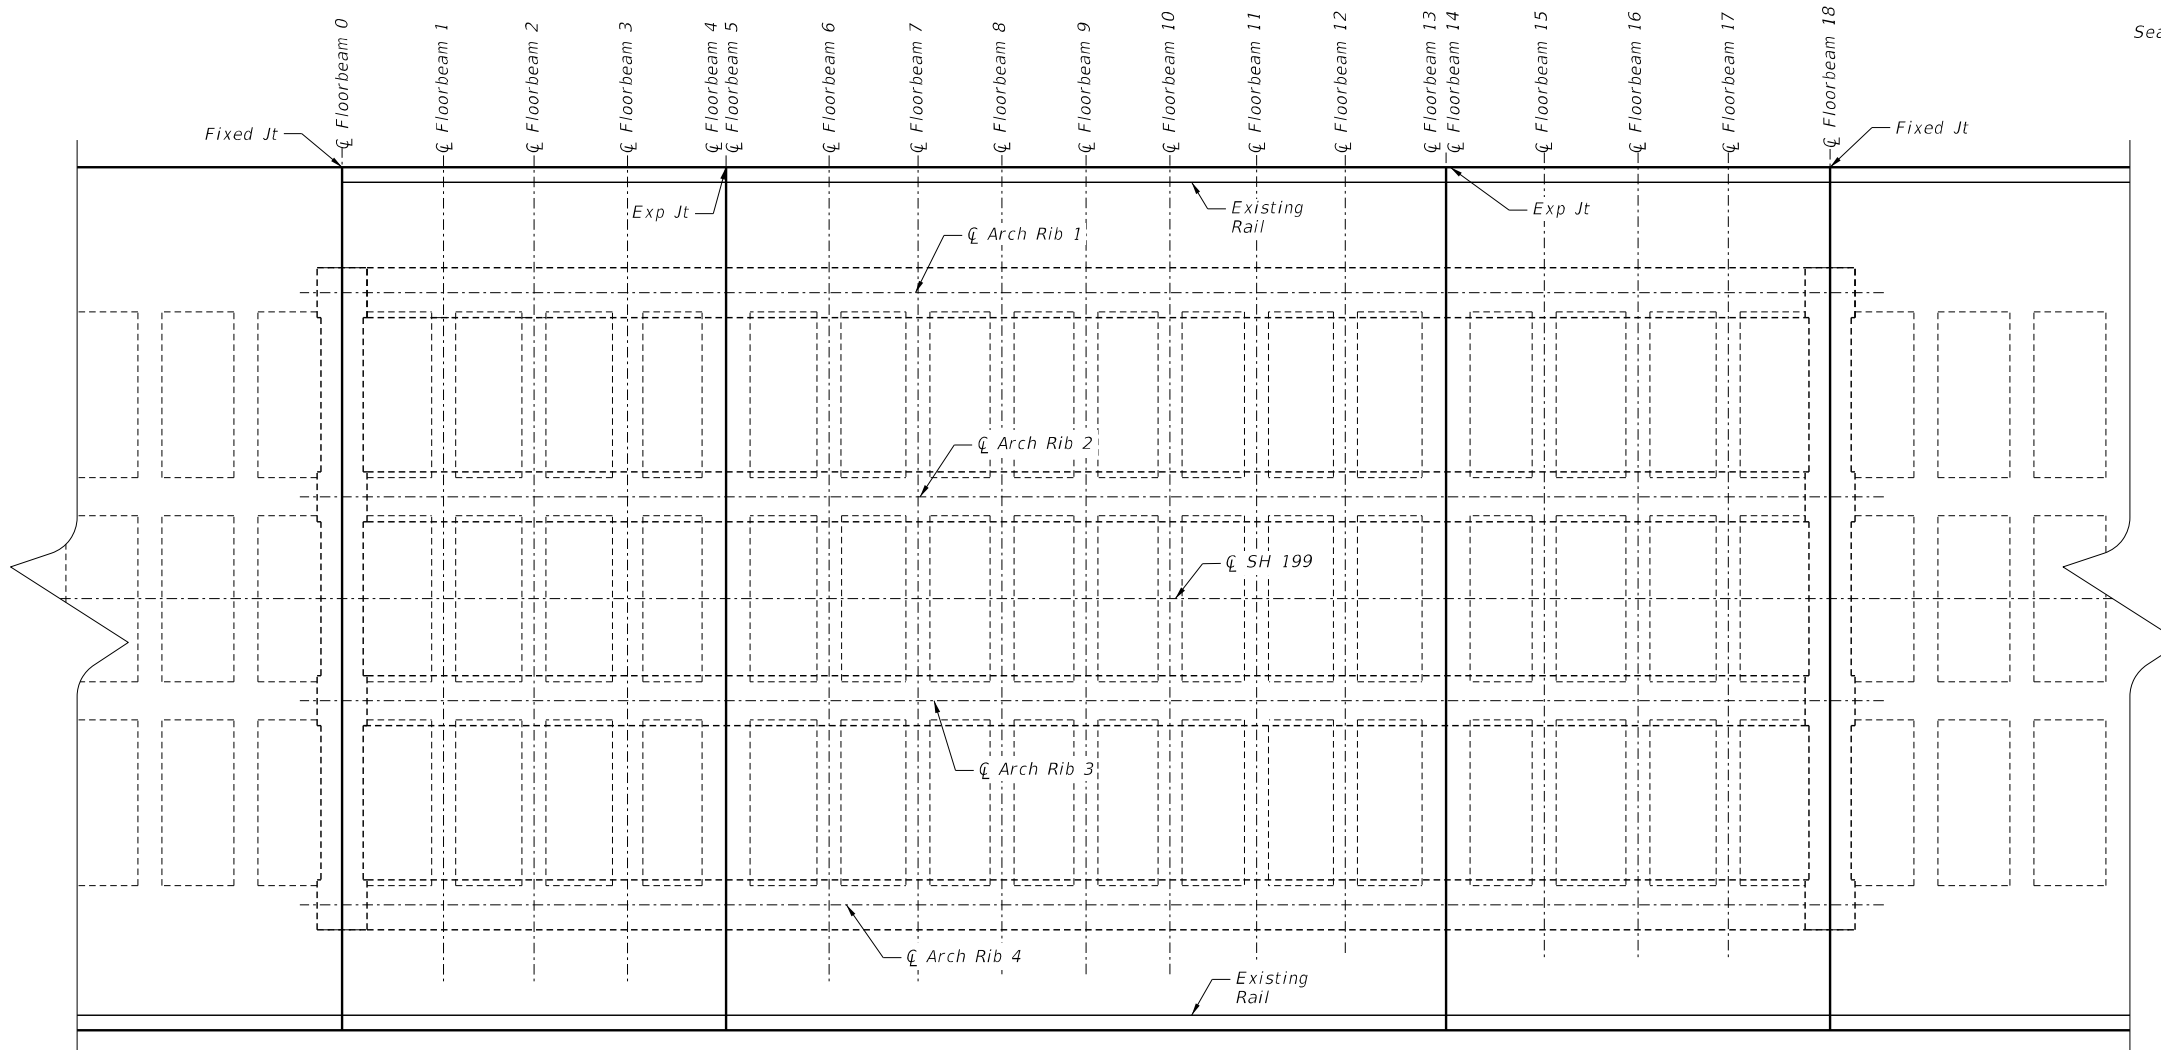 ℄ Floorbeam 0
℄ Floorbeam 1
℄ Floorbeam 2
℄ Floorbeam 3
℄ Floorbeam 4
℄ Floorbeam 5
℄ Floorbeam 6
℄ Floorbeam 7
℄ Floorbeam 8
℄ Floorbeam 9
℄ Floorbeam 10
℄ Floorbeam 11
℄ Floorbeam 12
℄ Floorbeam 13
℄ Floorbeam 14
℄ Floorbeam 15
℄ Floorbeam 16
℄ Floorbeam 17
℄ Floorbeam 18
Fixed Jt
Fixed Jt
Exp Jt
Existing
Rail
Exp Jt
℄ Arch Rib 1
℄ Arch Rib 2
℄ SH 199
℄ Arch Rib 3
℄ Arch Rib 4
Existing
Rail